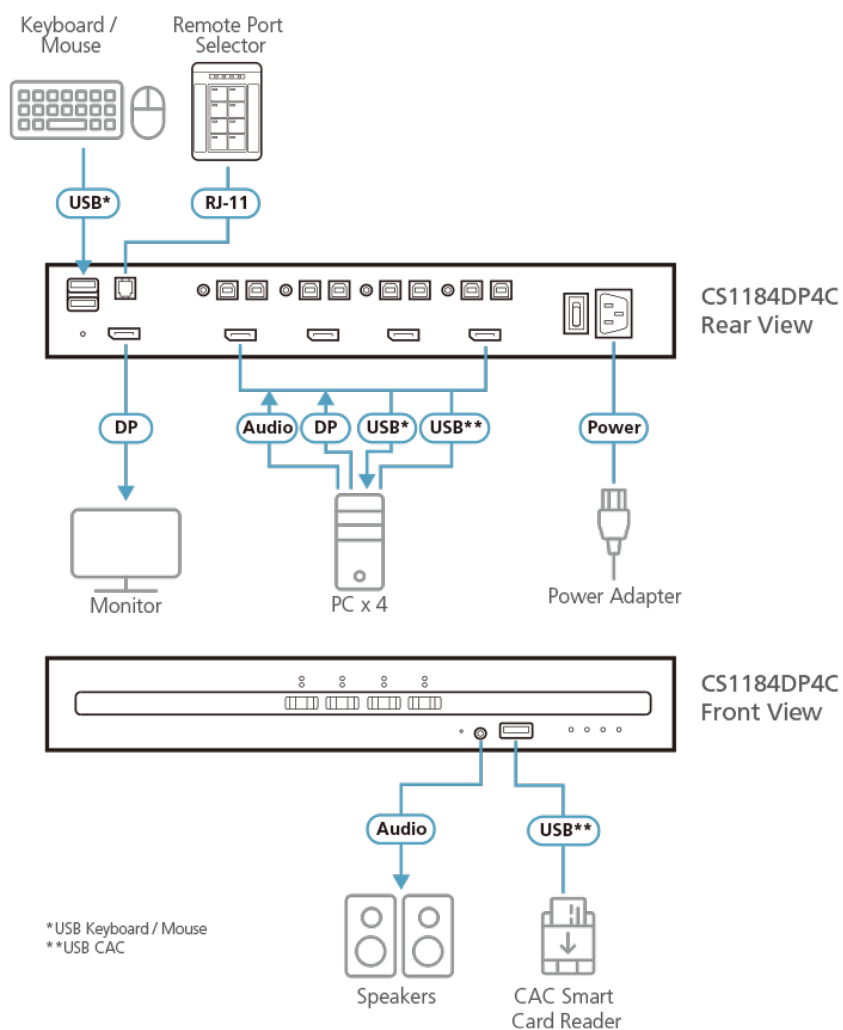 Keyboard /
Mouse
Remote Port
Selector
USB*
RJ-11
CS1184DP4C
Rear View
DP
Audio
DP
USB*
USB**
Power
Monitor
PC x 4
Power Adapter
CS1184DP4C
Front View
Audio
USB**
*USB Keyboard / Mouse
**USB CAC
Speakers
CAC Smart
Card Reader